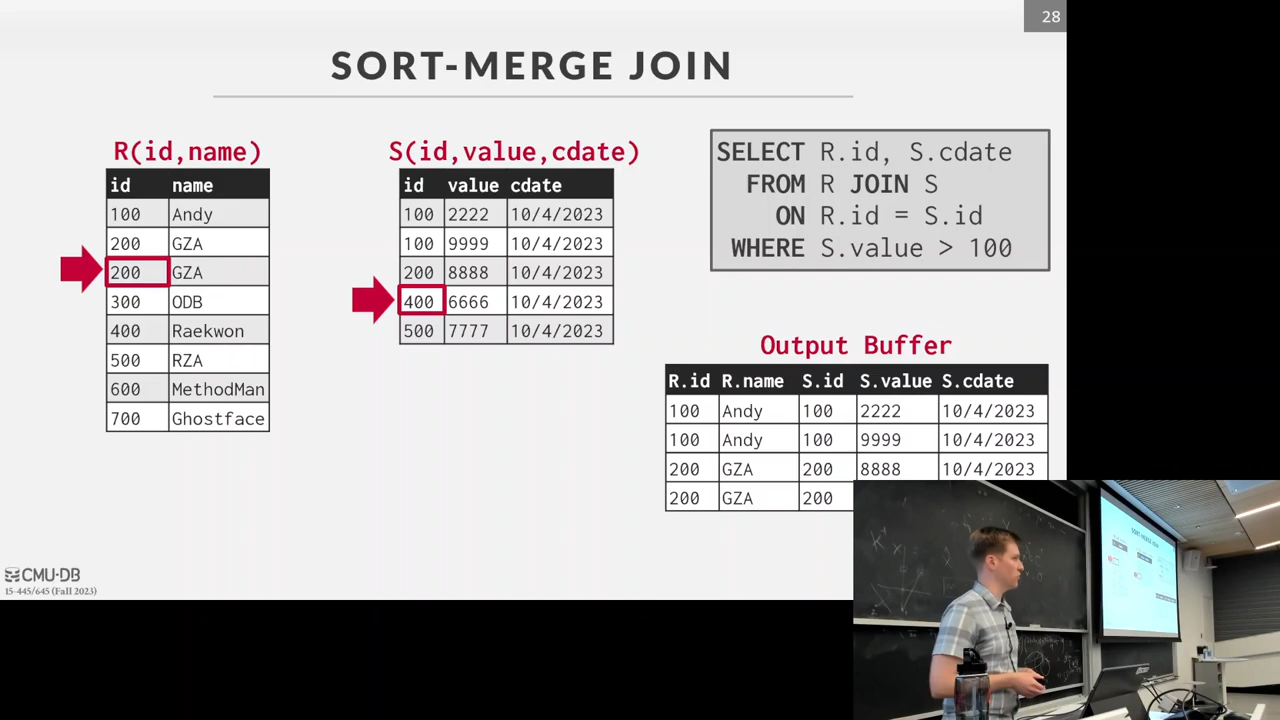 28
SORT-MERGE JOIN
R(id,name)
id name
100 Andy
200 GZA
200 GZA
300 ODB
400 Raekwon
500 RZA
600 MethodMan
700 Ghostface
S(id,value,cdate)
id value cdate
100 2222 10/4/2023
100 9999 10/4/2023
200 8888 10/4/2023
400 6666 10/4/2023
500 7777 10/4/2023
SELECT R.id, S.cdate
FROM R JOIN S
ON R.id = S.id
WHERE S.value > 100
Output Buffer
R.id R.name S.id S.value S.cdate
100 Andy 100 2222 10/4/2023
100 Andy 100 9999 10/4/2023
200 GZA 200 8888 10/4/2023
200 GZA 200
CMU·DB
15-445/645 (Fall 2023)
SORT-MERGE JOIN